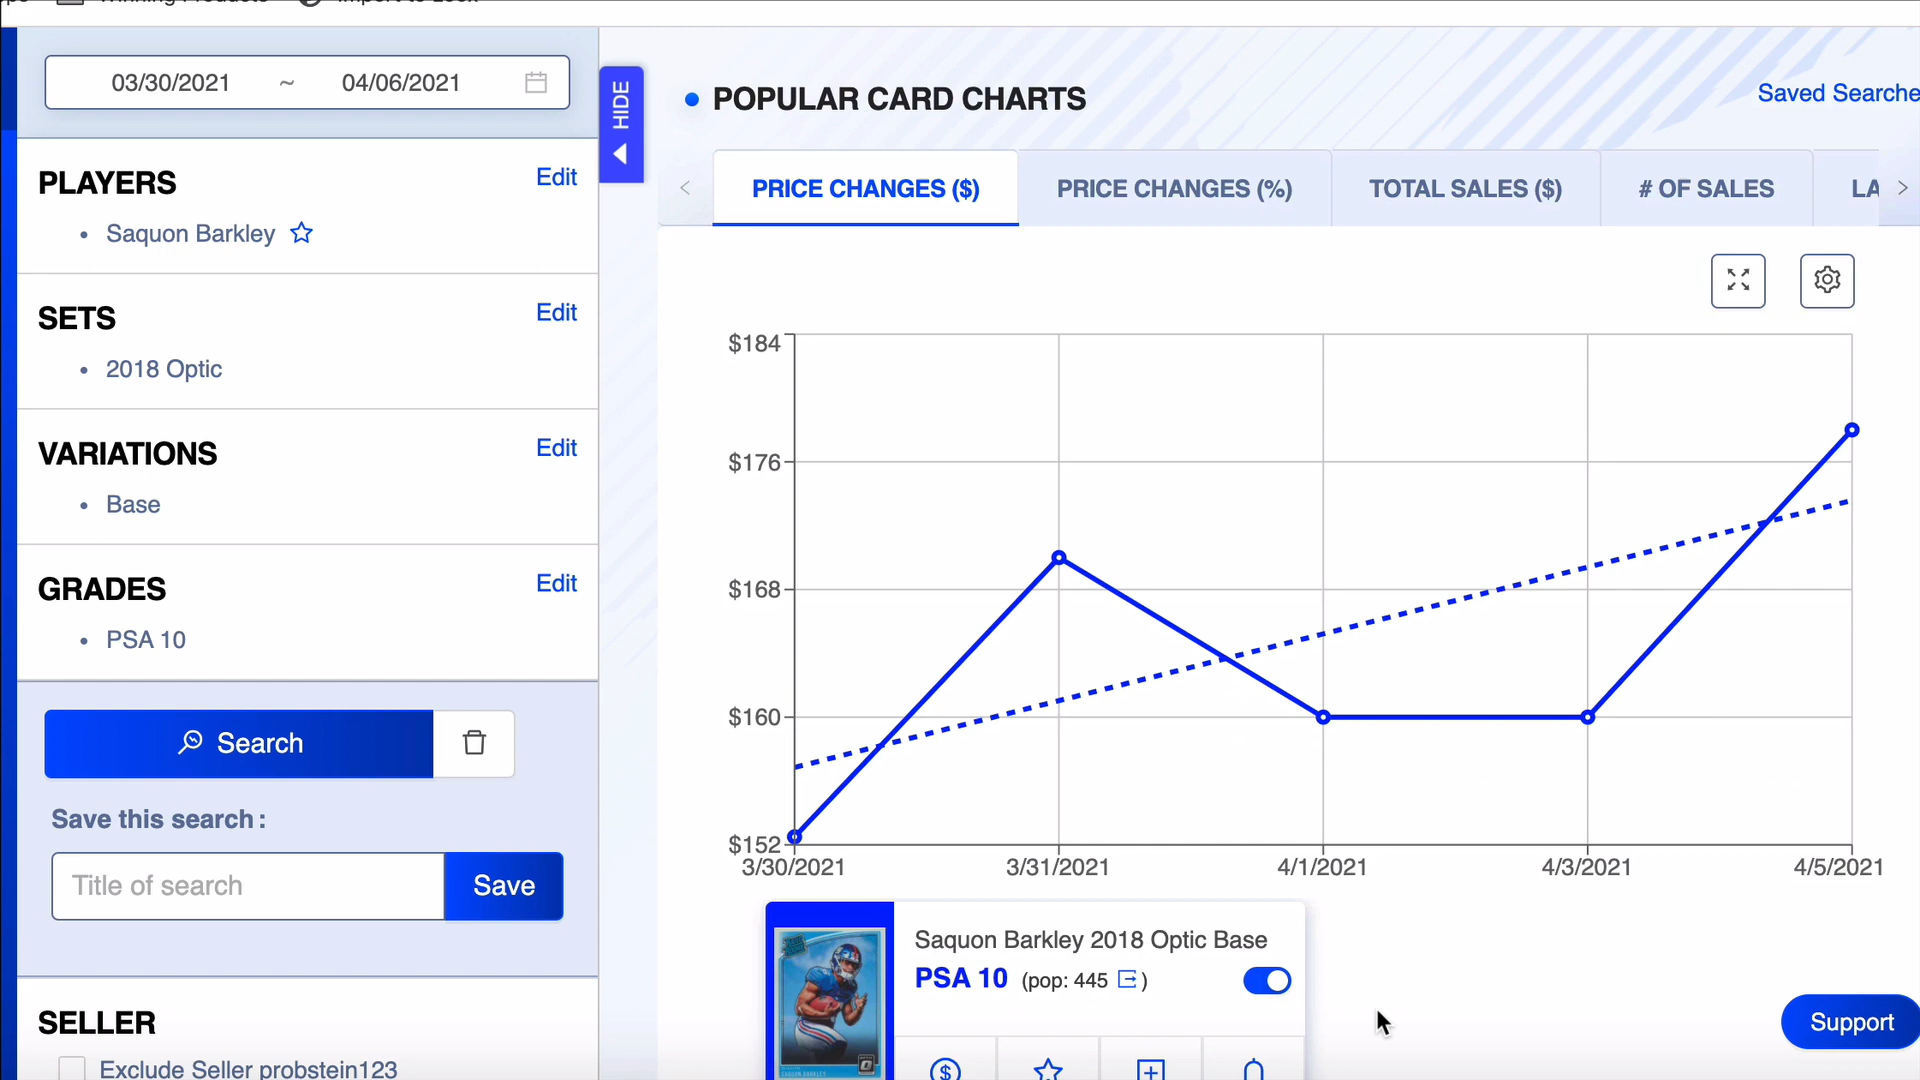 03/30/2021 ~ 04/06/2021
PLAYERS
Edit
Saquon Barkley
SETS
Edit
2018 Optic
VARIATIONS
Edit
Base
GRADES
Edit
PSA 10
Search
Save this search :
Title of search
Save
SELLER
Exclude Seller probstein123
HIDE
POPULAR CARD CHARTS
Saved Searche
PRICE CHANGES ($)
PRICE CHANGES (%)
TOTAL SALES ($)
# OF SALES
LA
$184
$176
$168
$160
$152
3/30/2021
3/31/2021
4/1/2021
4/3/2021
4/5/2021
Saquon Barkley 2018 Optic Base
PSA 10 (pop: 445 )
SAQUON BARKLEY
Support